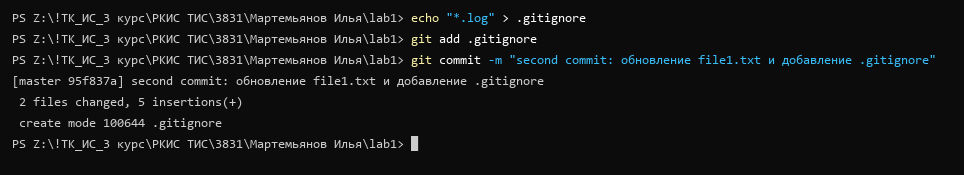 PS Z:\!ТК_ИС_3 курс\РКИС ТИС\3831\Мартемьянов Илья\lab1> echo "*.log" > .gitignore
PS Z:\!ТК_ИС_3 курс\РКИС ТИС\3831\Мартемьянов Илья\lab1> git add .gitignore
PS Z:\!ТК_ИС_3 курс\РКИС ТИС\3831\Мартемьянов Илья\lab1> git commit -m "second commit: обновление file1.txt и добавление .gitignore"
[master 95f837a] second commit: обновление file1.txt и добавление .gitignore
 2 files changed, 5 insertions(+)
 create mode 100644 .gitignore
PS Z:\!ТК_ИС_3 курс\РКИС ТИС\3831\Мартемьянов Илья\lab1>